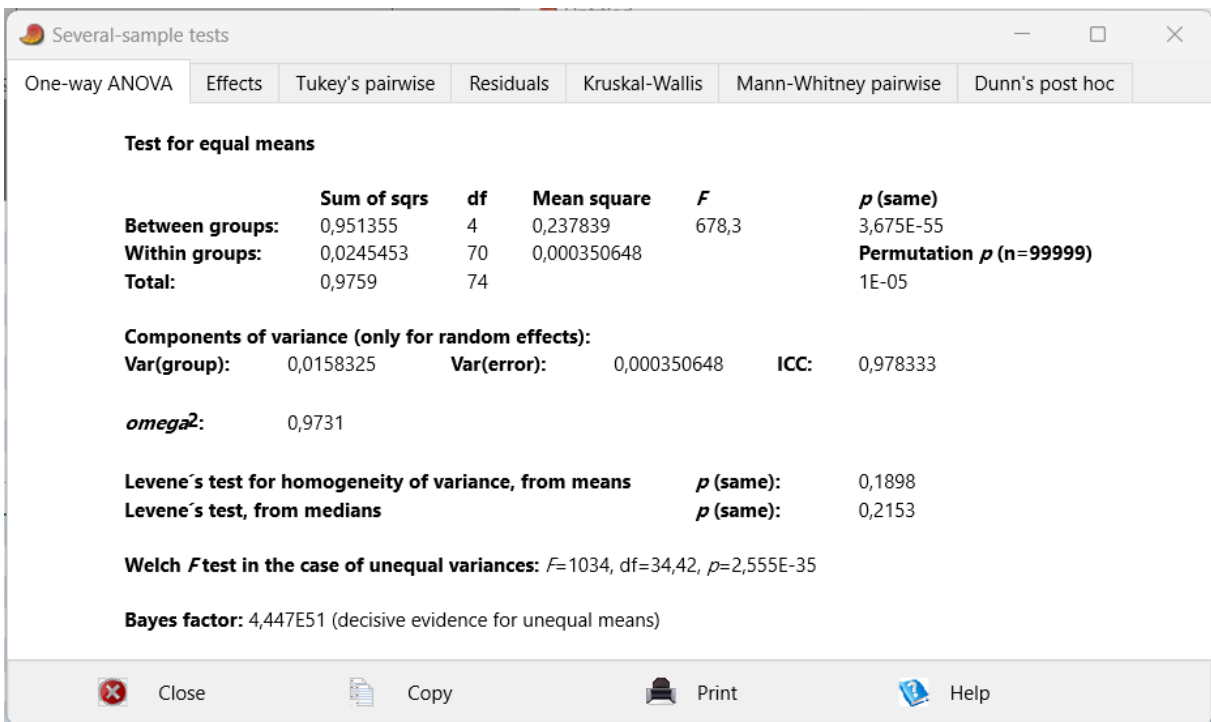 Several-sample tests
One-way ANOVA Effects Tukey's pairwise Residuals Kruskal-Wallis Mann-Whitney pairwise Dunn's post hoc
Test for equal means
Sum of sqrs df Mean square F p (same)
Between groups: 0,951355 4 0,237839 678,3 3,675E-55
Within groups: 0,0245453 70 0,000350648 Permutation p (n=99999)
Total: 0,9759 74 1E-05
Components of variance (only for random effects):
Var(group): 0,0158325 Var(error): 0,000350648 ICC: 0,978333
omega2: 0,9731
Levene´s test for homogeneity of variance, from means p (same): 0,1898
Levene´s test, from medians p (same): 0,2153
Welch F test in the case of unequal variances: F=1034, df=34,42, p=2,555E-35
Bayes factor: 4,447E51 (decisive evidence for unequal means)
Close Copy Print Help